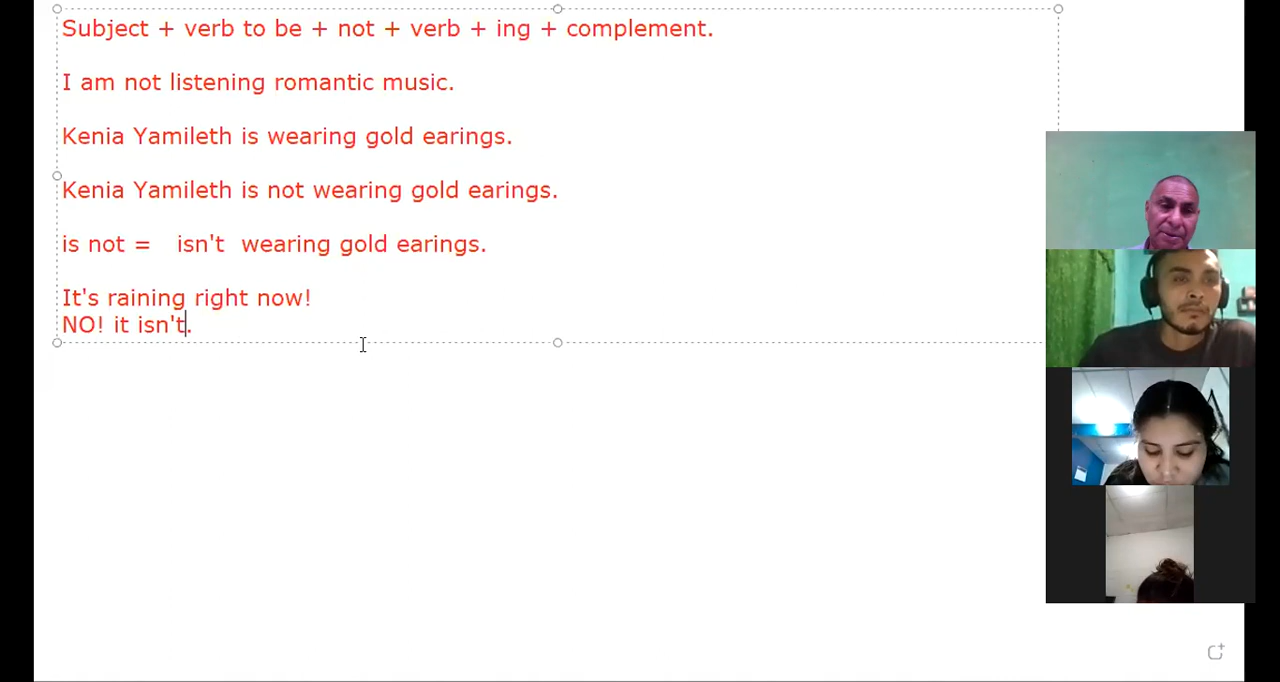 Subject + verb to be + not + verb + ing + complement.
I am not listening romantic music.
Kenia Yamileth is wearing gold earings.
Kenia Yamileth is not wearing gold earings.
is not = isn't wearing gold earings.
It's raining right now!
NO! it isn't.